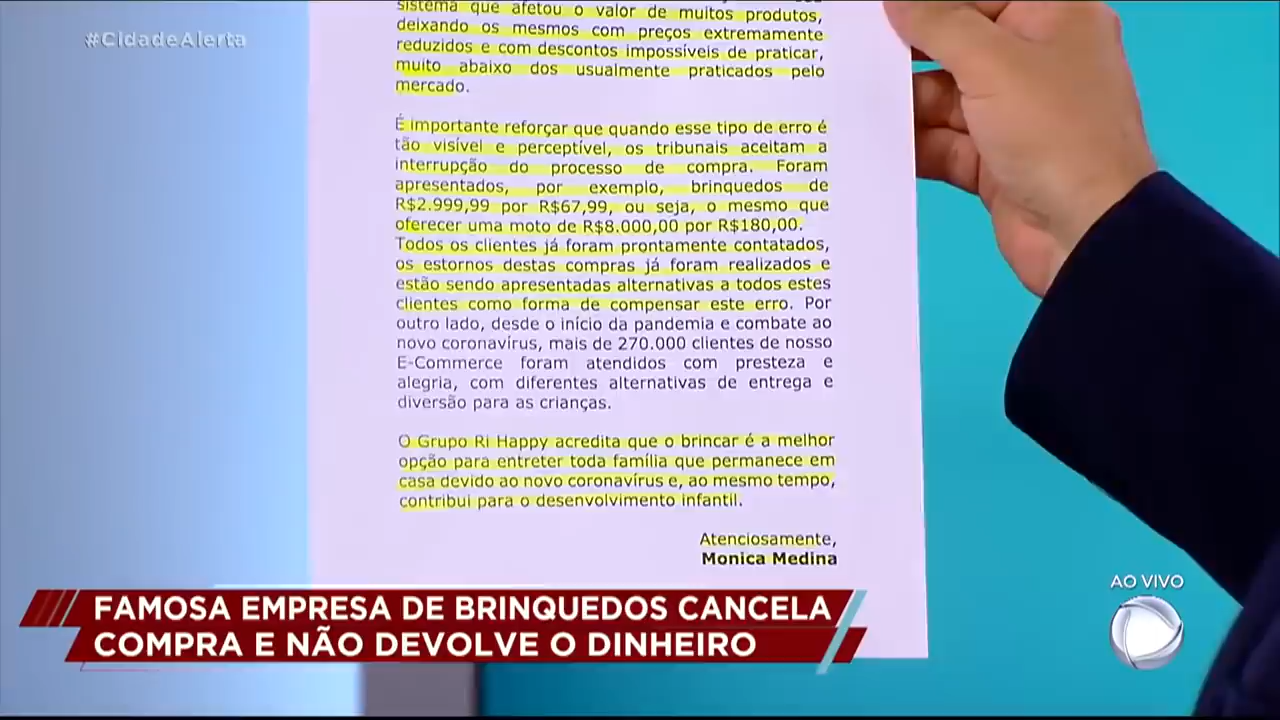 #CidadeAlerta
sistema que afetou o valor de muitos produtos,
deixando os mesmos com preços extremamente
reduzidos e com descontos impossíveis de praticar,
muito abaixo dos usualmente praticados pelo
mercado.
É importante reforçar que quando esse tipo de erro é
tão visível e perceptível, os tribunais aceitam a
interrupção do processo de compra. Foram
apresentados, por exemplo, brinquedos de
R$2.999,99 por R$67,99, ou seja, o mesmo que
oferecer uma moto de R$8.000,00 por R$180,00.
Todos os clientes já foram prontamente contatados,
os estornos destas compras já foram realizados e
estão sendo apresentadas alternativas a todos estes
clientes como forma de compensar este erro. Por
outro lado, desde o início da pandemia e combate ao
novo coronavírus, mais de 270.000 clientes de nosso
E-Commerce foram atendidos com presteza e
alegria, com diferentes alternativas de entrega e
diversão para as crianças.
O Grupo Ri Happy acredita que o brincar é a melhor
opção para entreter toda família que permanece em
casa devido ao novo coronavírus e, ao mesmo tempo,
contribui para o desenvolvimento infantil.
Atenciosamente,
Monica Medina
AO VIVO
FAMOSA EMPRESA DE BRINQUEDOS CANCELA
COMPRA E NÃO DEVOLVE O DINHEIRO